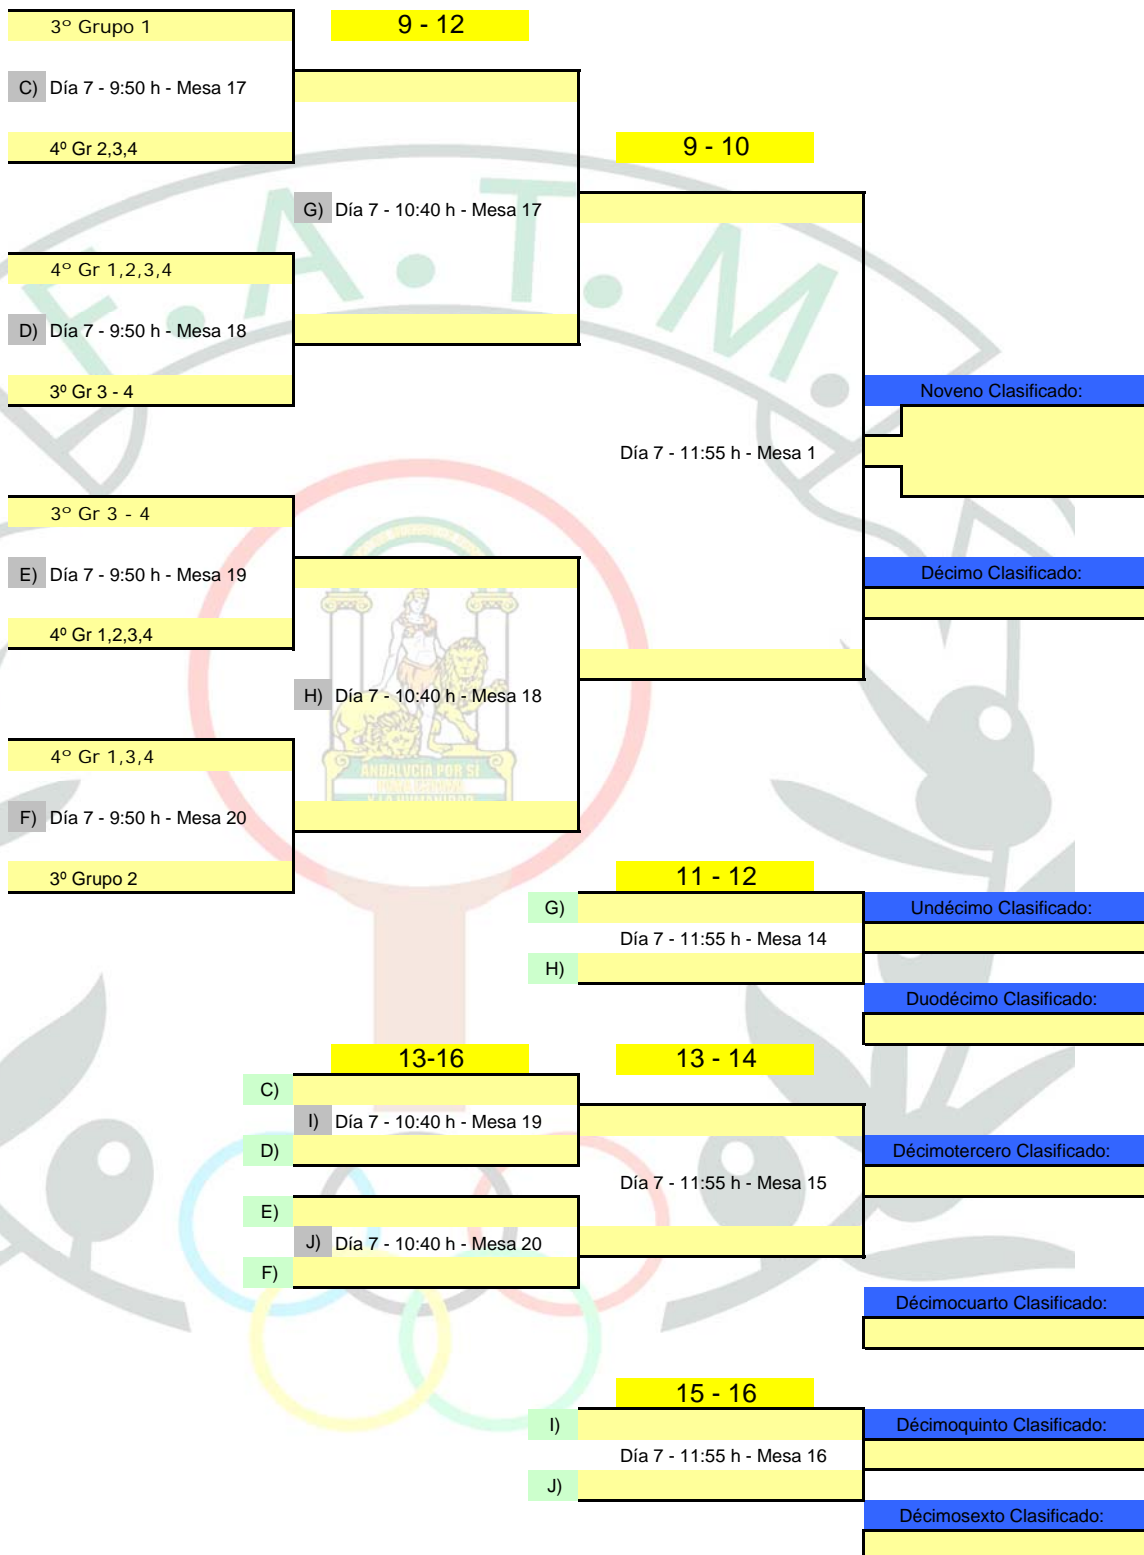 3º Grupo 1
9 - 12
C) Día 7 - 9:50 h - Mesa 17
4º Gr 2,3,4
9 - 10
G) Día 7 - 10:40 h - Mesa 17
4º Gr 1,2,3,4
D) Día 7 - 9:50 h - Mesa 18
3º Gr 3 - 4
Noveno Clasificado:
Día 7 - 11:55 h - Mesa 1
3º Gr 3 - 4
E) Día 7 - 9:50 h - Mesa 19
Décimo Clasificado:
4º Gr 1,2,3,4
H) Día 7 - 10:40 h - Mesa 18
4º Gr 1,3,4
F) Día 7 - 9:50 h - Mesa 20
3º Grupo 2
11 - 12
G)
Undécimo Clasificado:
Día 7 - 11:55 h - Mesa 14
H)
Duodécimo Clasificado:
13-16
13 - 14
C)
I) Día 7 - 10:40 h - Mesa 19
D)
Décimotercero Clasificado:
Día 7 - 11:55 h - Mesa 15
E)
J) Día 7 - 10:40 h - Mesa 20
F)
Décimocuarto Clasificado:
15 - 16
I)
Décimoquinto Clasificado:
Día 7 - 11:55 h - Mesa 16
J)
Décimosexto Clasificado:
F.A.T.M.
ANDALUCIA POR SI